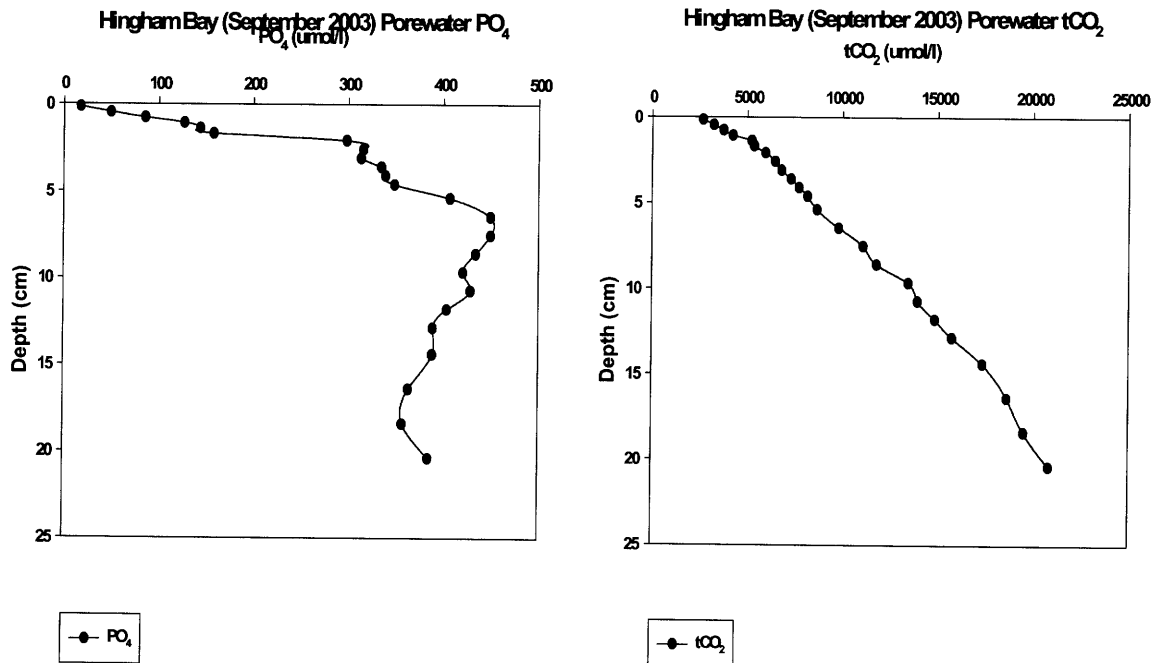 Hingham Bay (September 2003) Porewater PO₄
PO₄ (umol/l)
0 100 200 300 400 500
0
5
10
15
20
25
Depth (cm)
PO₄
Hingham Bay (September 2003) Porewater tCO₂
tCO₂ (umol/l)
0 5000 10000 15000 20000 25000
0
5
10
15
20
25
Depth (cm)
tCO₂